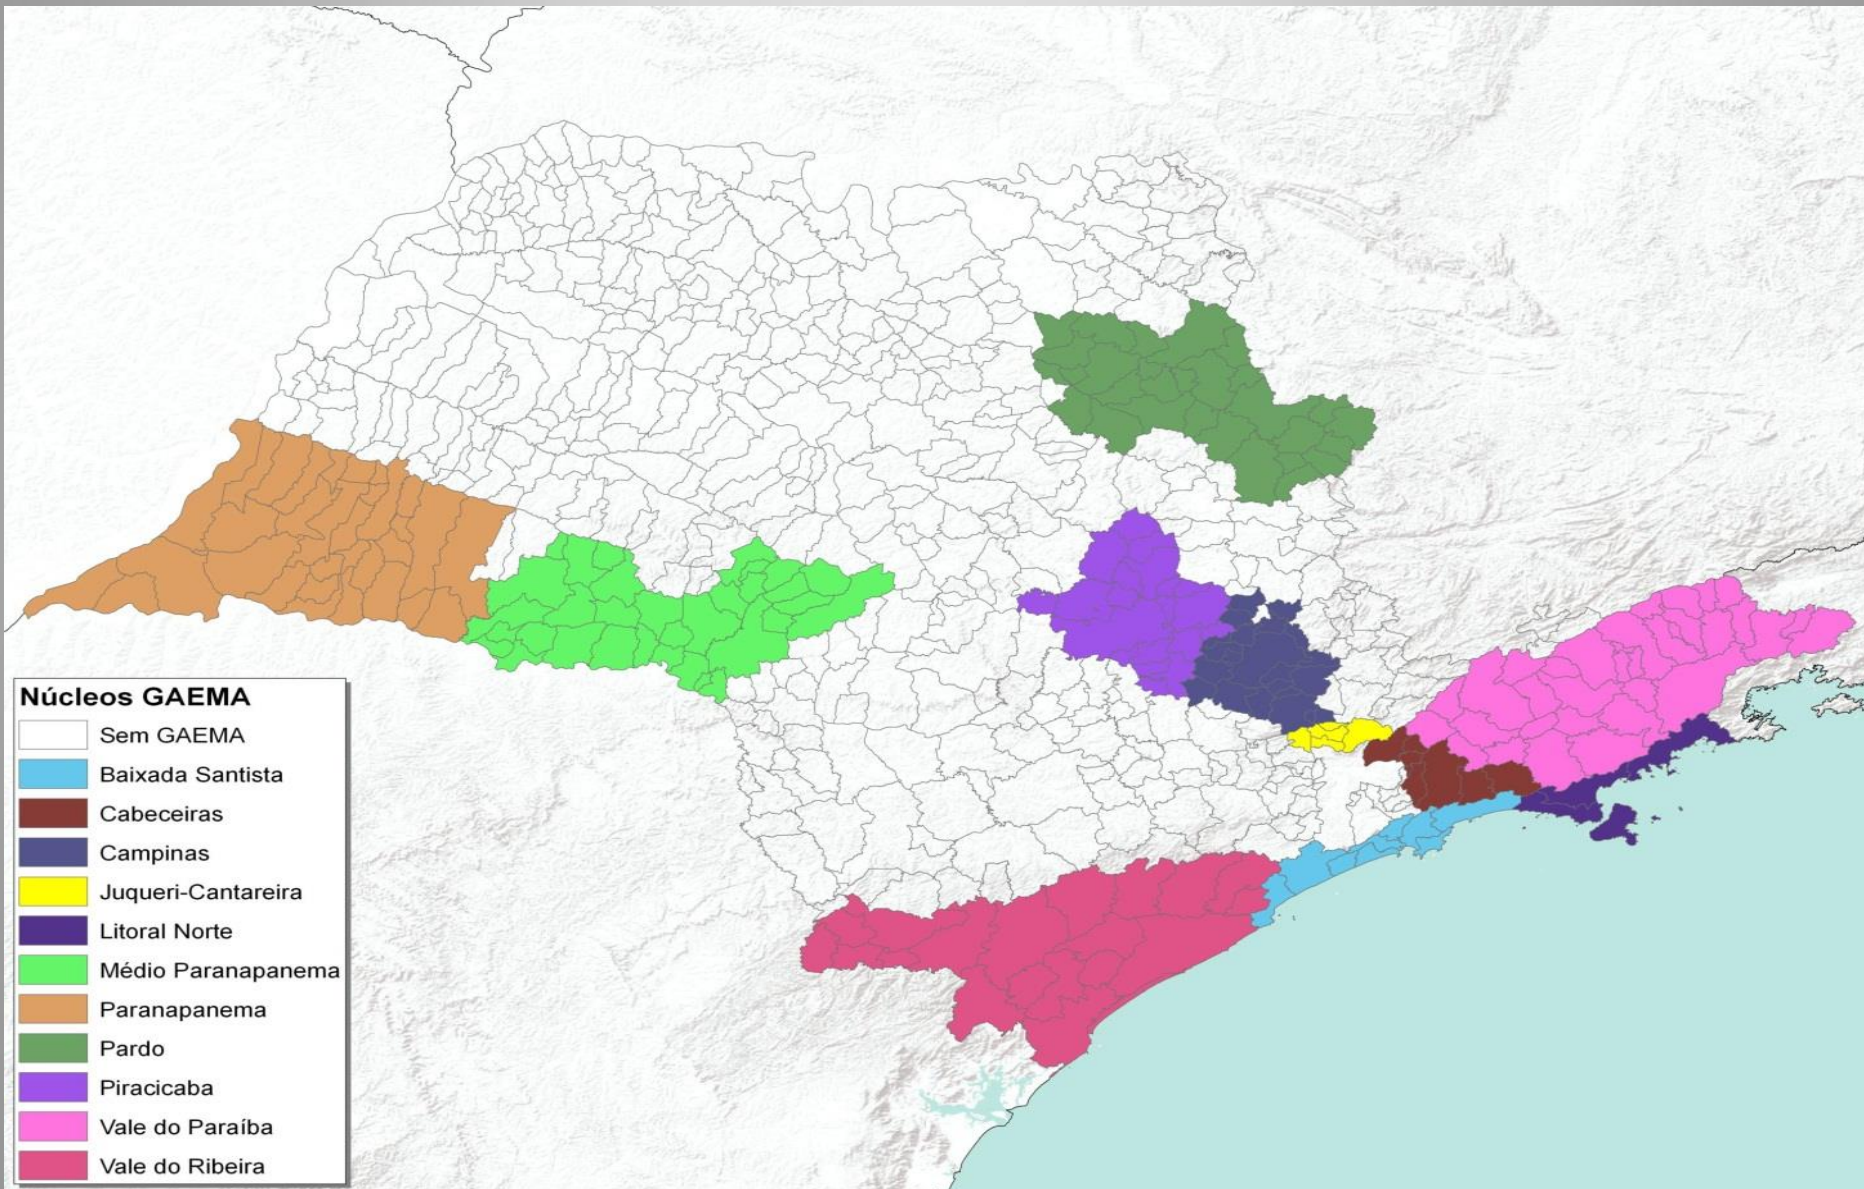 Núcleos GAEMA
Sem GAEMA
Baixada Santista
Cabeceiras
Campinas
Juqueri-Cantareira
Litoral Norte
Médio Paranapanema
Paranapanema
Pardo
Piracicaba
Vale do Paraíba
Vale do Ribeira